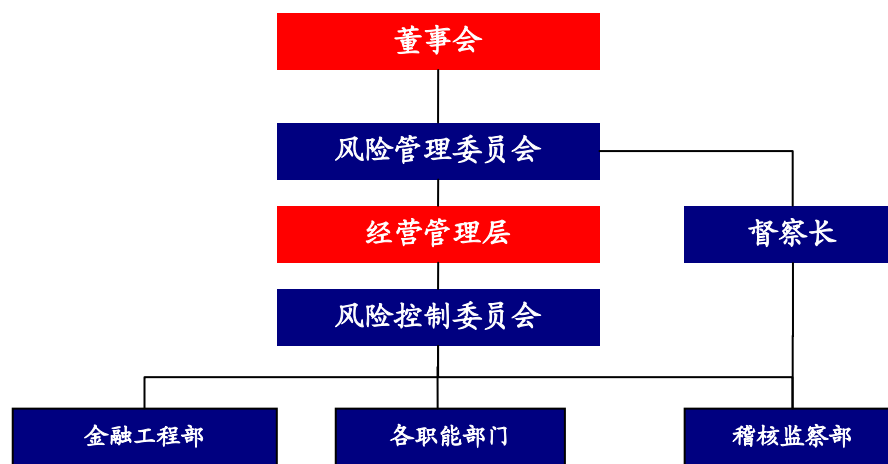 董事会
风险管理委员会
经营管理层
督察长
风险控制委员会
金融工程部
各职能部门
稽核监察部